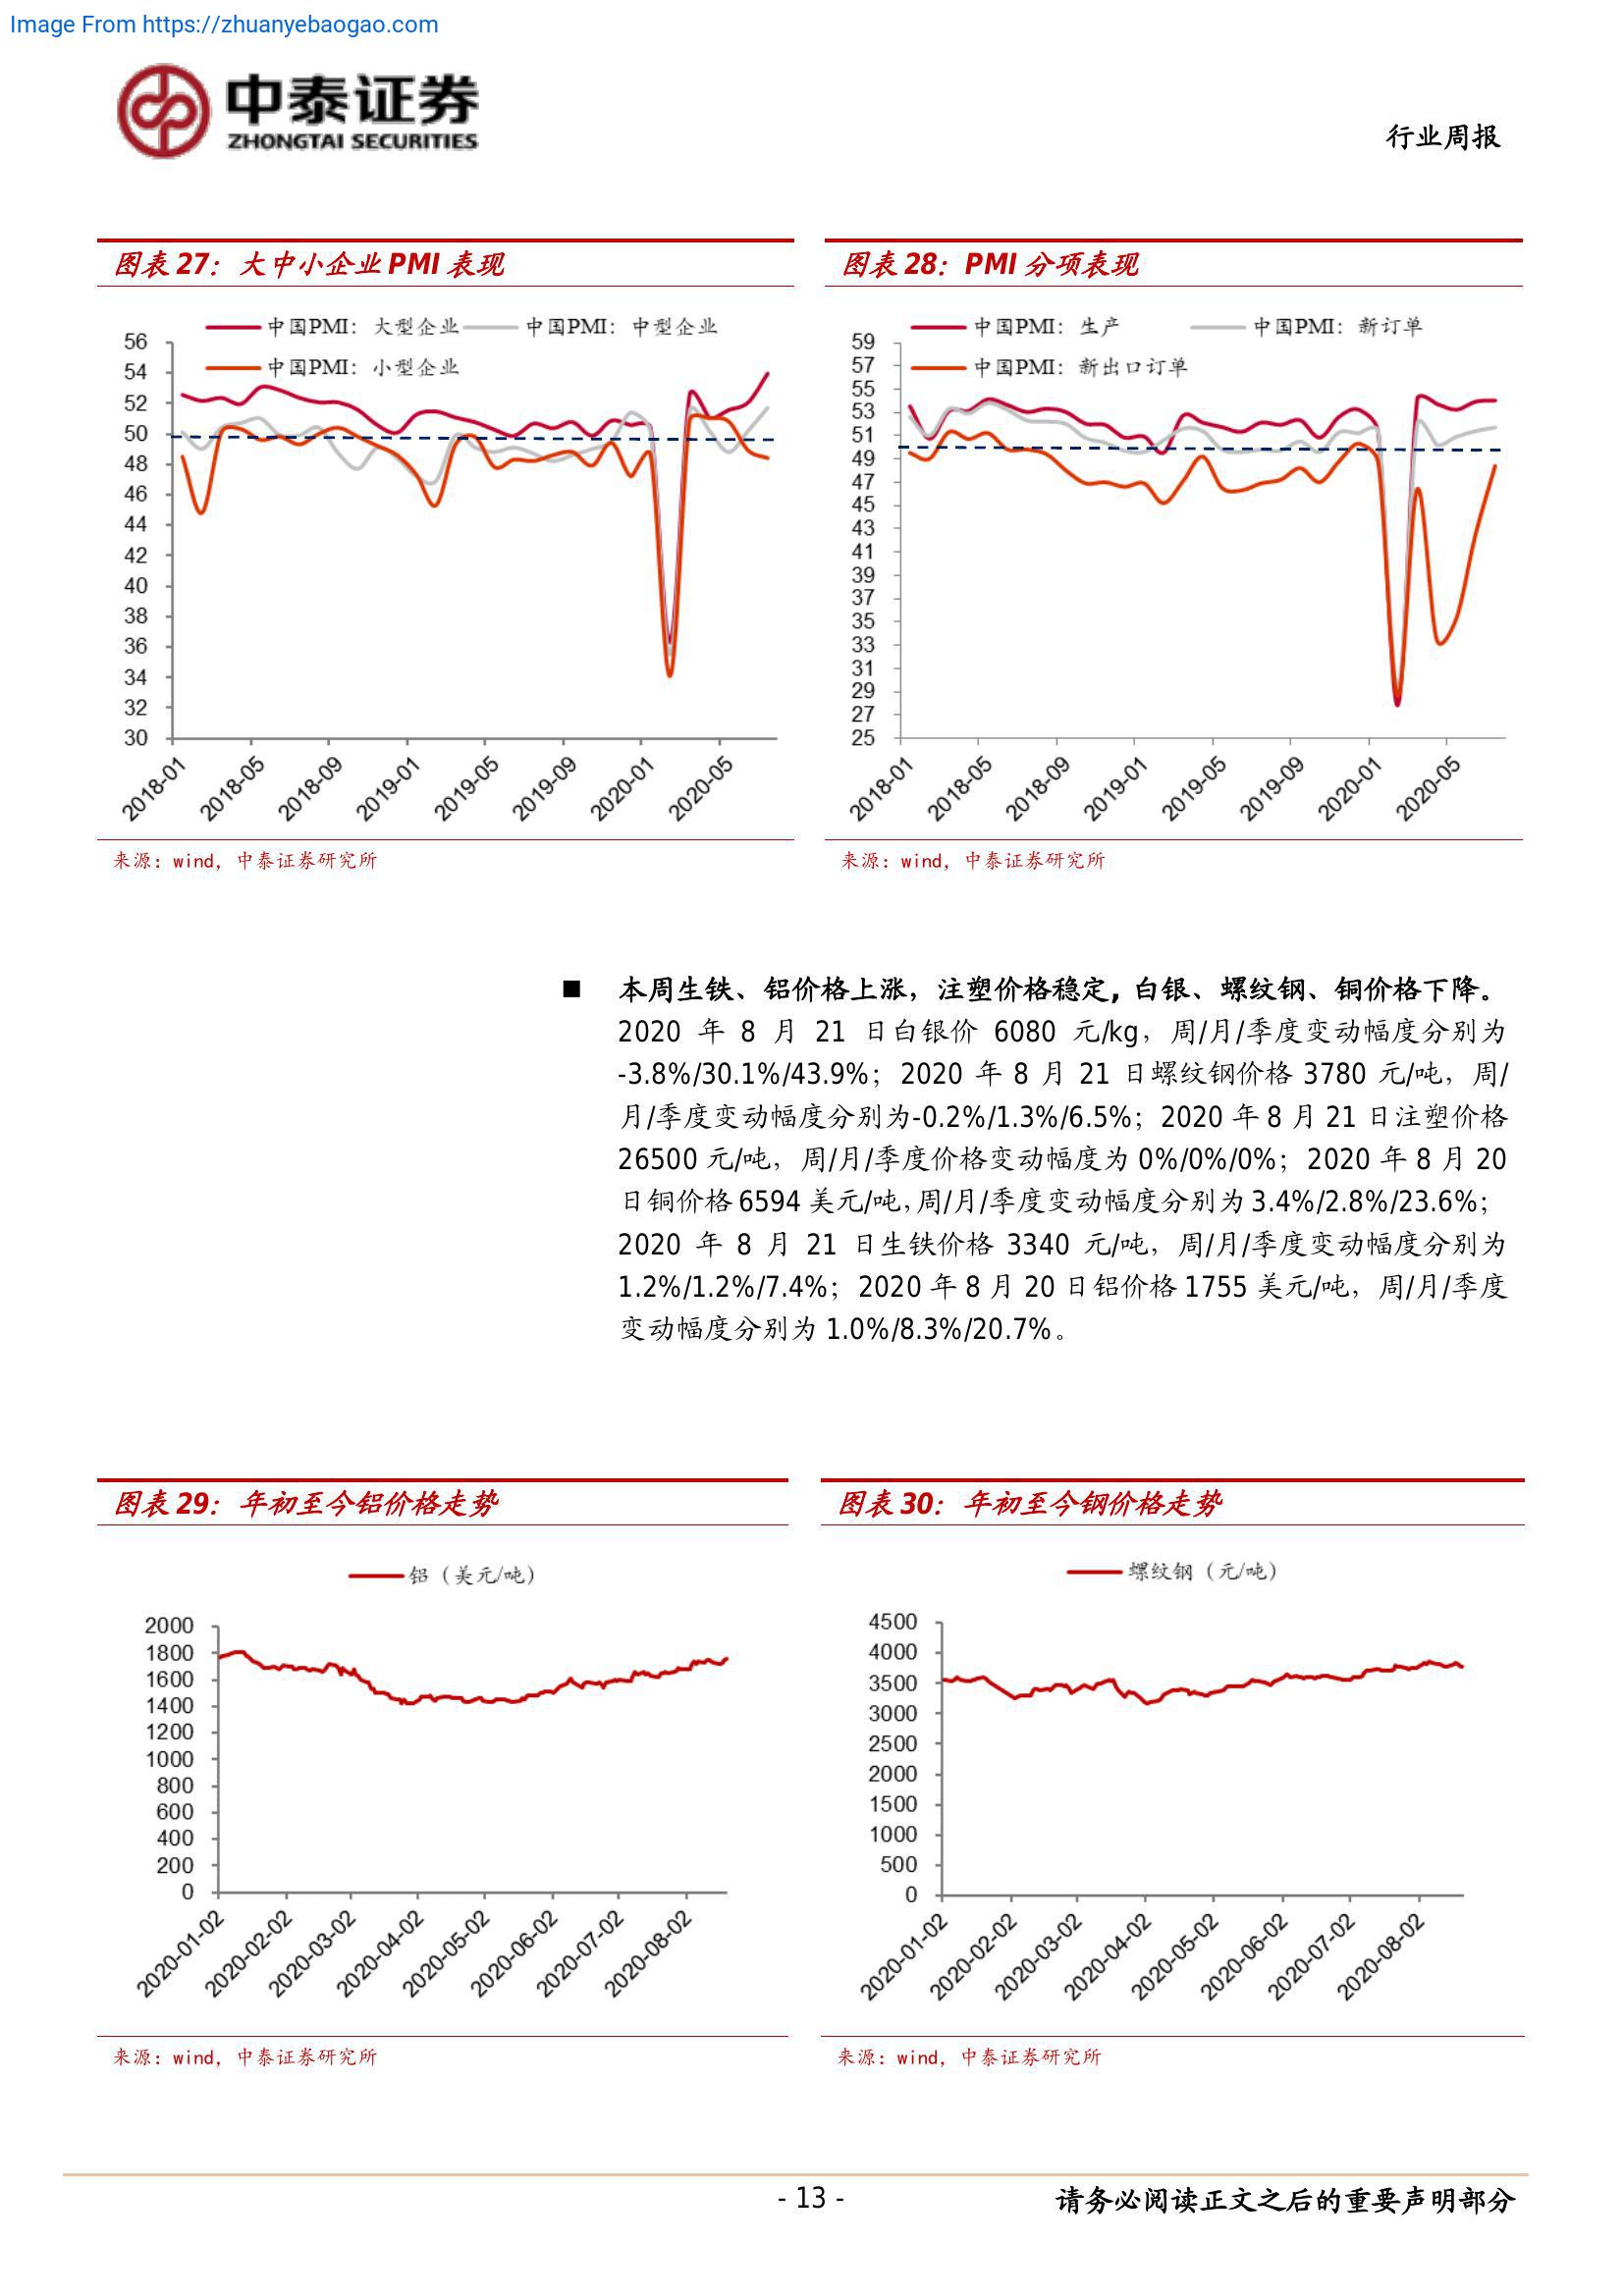 Image From https://zhuanyebaogao.com
中泰证券
ZHONGTAI SECURITIES
行业周报
图表 27：大中小企业 PMI 表现
中国PMI：大型企业 中国PMI：中型企业
中国PMI：小型企业
56
54
52
50
48
46
44
42
40
38
36
34
32
30
2018-01 2018-05 2018-09 2019-01 2019-05 2019-09 2020-01 2020-05
来源：wind，中泰证券研究所
图表 28：PMI 分项表现
中国PMI：生产 中国PMI：新订单
中国PMI：新出口订单
59
57
55
53
51
49
47
45
43
41
39
37
35
33
31
29
27
25
2018-01 2018-05 2018-09 2019-01 2019-05 2019-09 2020-01 2020-05
来源：wind，中泰证券研究所
■ 本周生铁、铝价格上涨，注塑价格稳定,白银、螺纹钢、铜价格下降。
2020 年 8 月 21 日白银价 6080 元/kg，周/月/季度变动幅度分别为
-3.8%/30.1%/43.9%；2020 年 8 月 21 日螺纹钢价格 3780 元/吨，周/
月/季度变动幅度分别为-0.2%/1.3%/6.5%；2020 年 8 月 21 日注塑价格
26500 元/吨，周/月/季度价格变动幅度为 0%/0%/0%；2020 年 8 月 20
日铜价格 6594 美元/吨，周/月/季度变动幅度分别为 3.4%/2.8%/23.6%；
2020 年 8 月 21 日生铁价格 3340 元/吨，周/月/季度变动幅度分别为
1.2%/1.2%/7.4%；2020 年 8 月 20 日铝价格 1755 美元/吨，周/月/季度
变动幅度分别为 1.0%/8.3%/20.7%。
图表 29：年初至今铝价格走势
铝（美元/吨）
2000
1800
1600
1400
1200
1000
800
600
400
200
0
2020-01-02 2020-02-02 2020-03-02 2020-04-02 2020-05-02 2020-06-02 2020-07-02 2020-08-02
来源：wind，中泰证券研究所
图表 30：年初至今钢价格走势
螺纹钢（元/吨）
4500
4000
3500
3000
2500
2000
1500
1000
500
0
2020-01-02 2020-02-02 2020-03-02 2020-04-02 2020-05-02 2020-06-02 2020-07-02 2020-08-02
来源：wind，中泰证券研究所
- 13 -
请务必阅读正文之后的重要声明部分